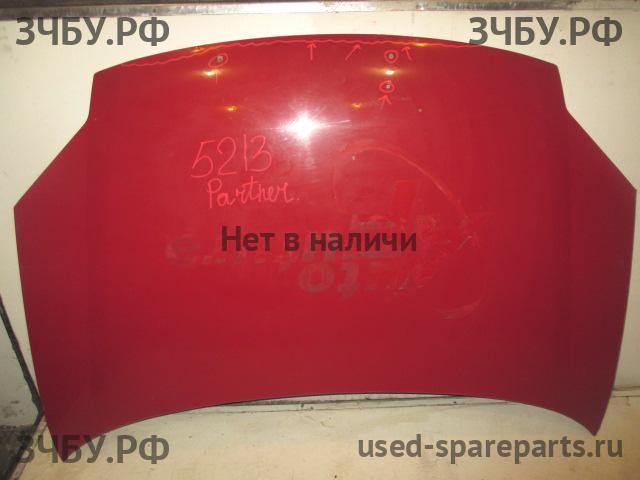 ЗЧБУ.РФ ЗЧБУ.РФ
5213
Partner.
Нет в наличи
ЗЧБУ.РФ used-spareparts.ru